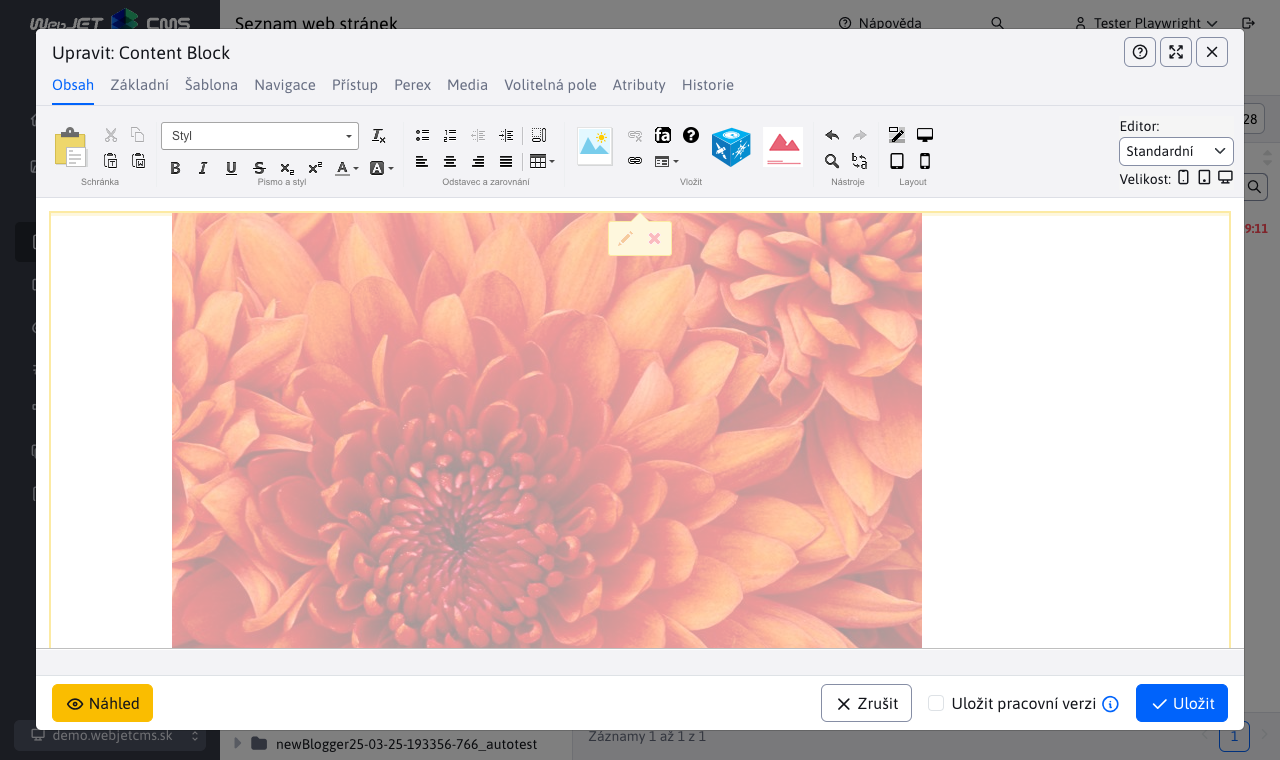 WebJET CMS
Seznam web stránek
Nápověda
Tester Playwright
Upravit: Content Block
Obsah
Základní
Šablona
Navigace
Přístup
Perex
Media
Volitelná pole
Atributy
Historie
Styl
Schránka
Písmo a styl
Odstavec a zarovnání
Vložit
Nástroje
Layout
Editor:
Standardní
Velikost:
28
9:11
Náhled
Zrušit
Uložit pracovní verzi
Uložit
demo.webjetcms.sk
newBlogger25-03-25-193356-766_autotest
Záznamy 1 až 1 z 1
1